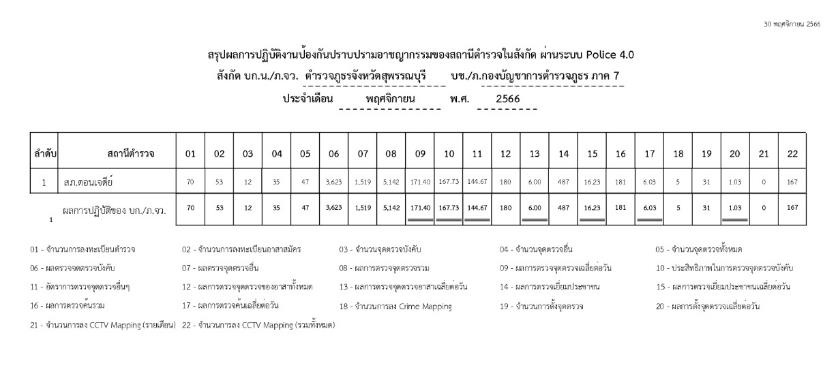 30 พฤศจิกายน 2566
สรุปผลการปฏิบัติงานป้องกันปราบปรามอาชญากรรมของสถานีตำรวจในสังกัด ผ่านระบบ Police 4.0
สังกัด บก.น./ภ.จว. ตำรวจภูธรจังหวัดสุพรรณบุรี บช./ภ.กองบัญชาการตำรวจภูธร ภาค 7
ประจำเดือน พฤศจิกายน พ.ศ. 2566
ลำดับ สถานีตำรวจ 01 02 03 04 05 06 07 08 09 10 11 12 13 14 15 16 17 18 19 20 21 22
1 สภ.ดอนเจดีย์ 70 53 12 35 47 3,623 1,519 5,142 171.40 167.73 144.67 180 6.00 487 16.23 181 6.03 5 31 1.03 0 167
1 ผลการปฏิบัติของ บก./ภ.จว. 70 53 12 35 47 3,623 1,519 5,142 171.40 167.73 144.67 180 6.00 487 16.23 181 6.03 5 31 1.03 0 167
01 - จำนวนการลงทะเบียนตำรวจ 02 - จำนวนการลงทะเบียนอาสาสมัคร 03 - จำนวนจุดตรวจบังคับ 04 - จำนวนจุดตรวจอื่น 05 - จำนวนจุดตรวจทั้งหมด
06 - ผลตรวจจุดตรวจบังคับ 07 - ผลตรวจจุดตรวจอื่น 08 - ผลการตรวจจุดตรวจรวม 09 - ผลการตรวจจุดตรวจเฉลี่ยต่อวัน 10 - ประสิทธิภาพในการตรวจจุดตรวจบังคับ
11 - อัตราการตรวจจุดตรวจอื่นๆ 12 - ผลการตรวจจุดตรวจของอาสาทั้งหมด 13 - ผลการตรวจจุดตรวจอาสาเฉลี่ยต่อวัน 14 - ผลการตรวจเยี่ยมประชาชน 15 - ผลการตรวจเยี่ยมประชาชนเฉลี่ยต่อวัน
16 - ผลการตรวจค้นรวม 17 - ผลการตรวจค้นเฉลี่ยต่อวัน 18 - จำนวนการลง Crime Mapping 19 - จำนวนการตั้งจุดตรวจ 20 - ผลการตั้งจุดตรวจเฉลี่ยต่อวัน
21 - จำนวนการลง CCTV Mapping (รายเดือน) 22 - จำนวนการลง CCTV Mapping (รวมทั้งหมด)